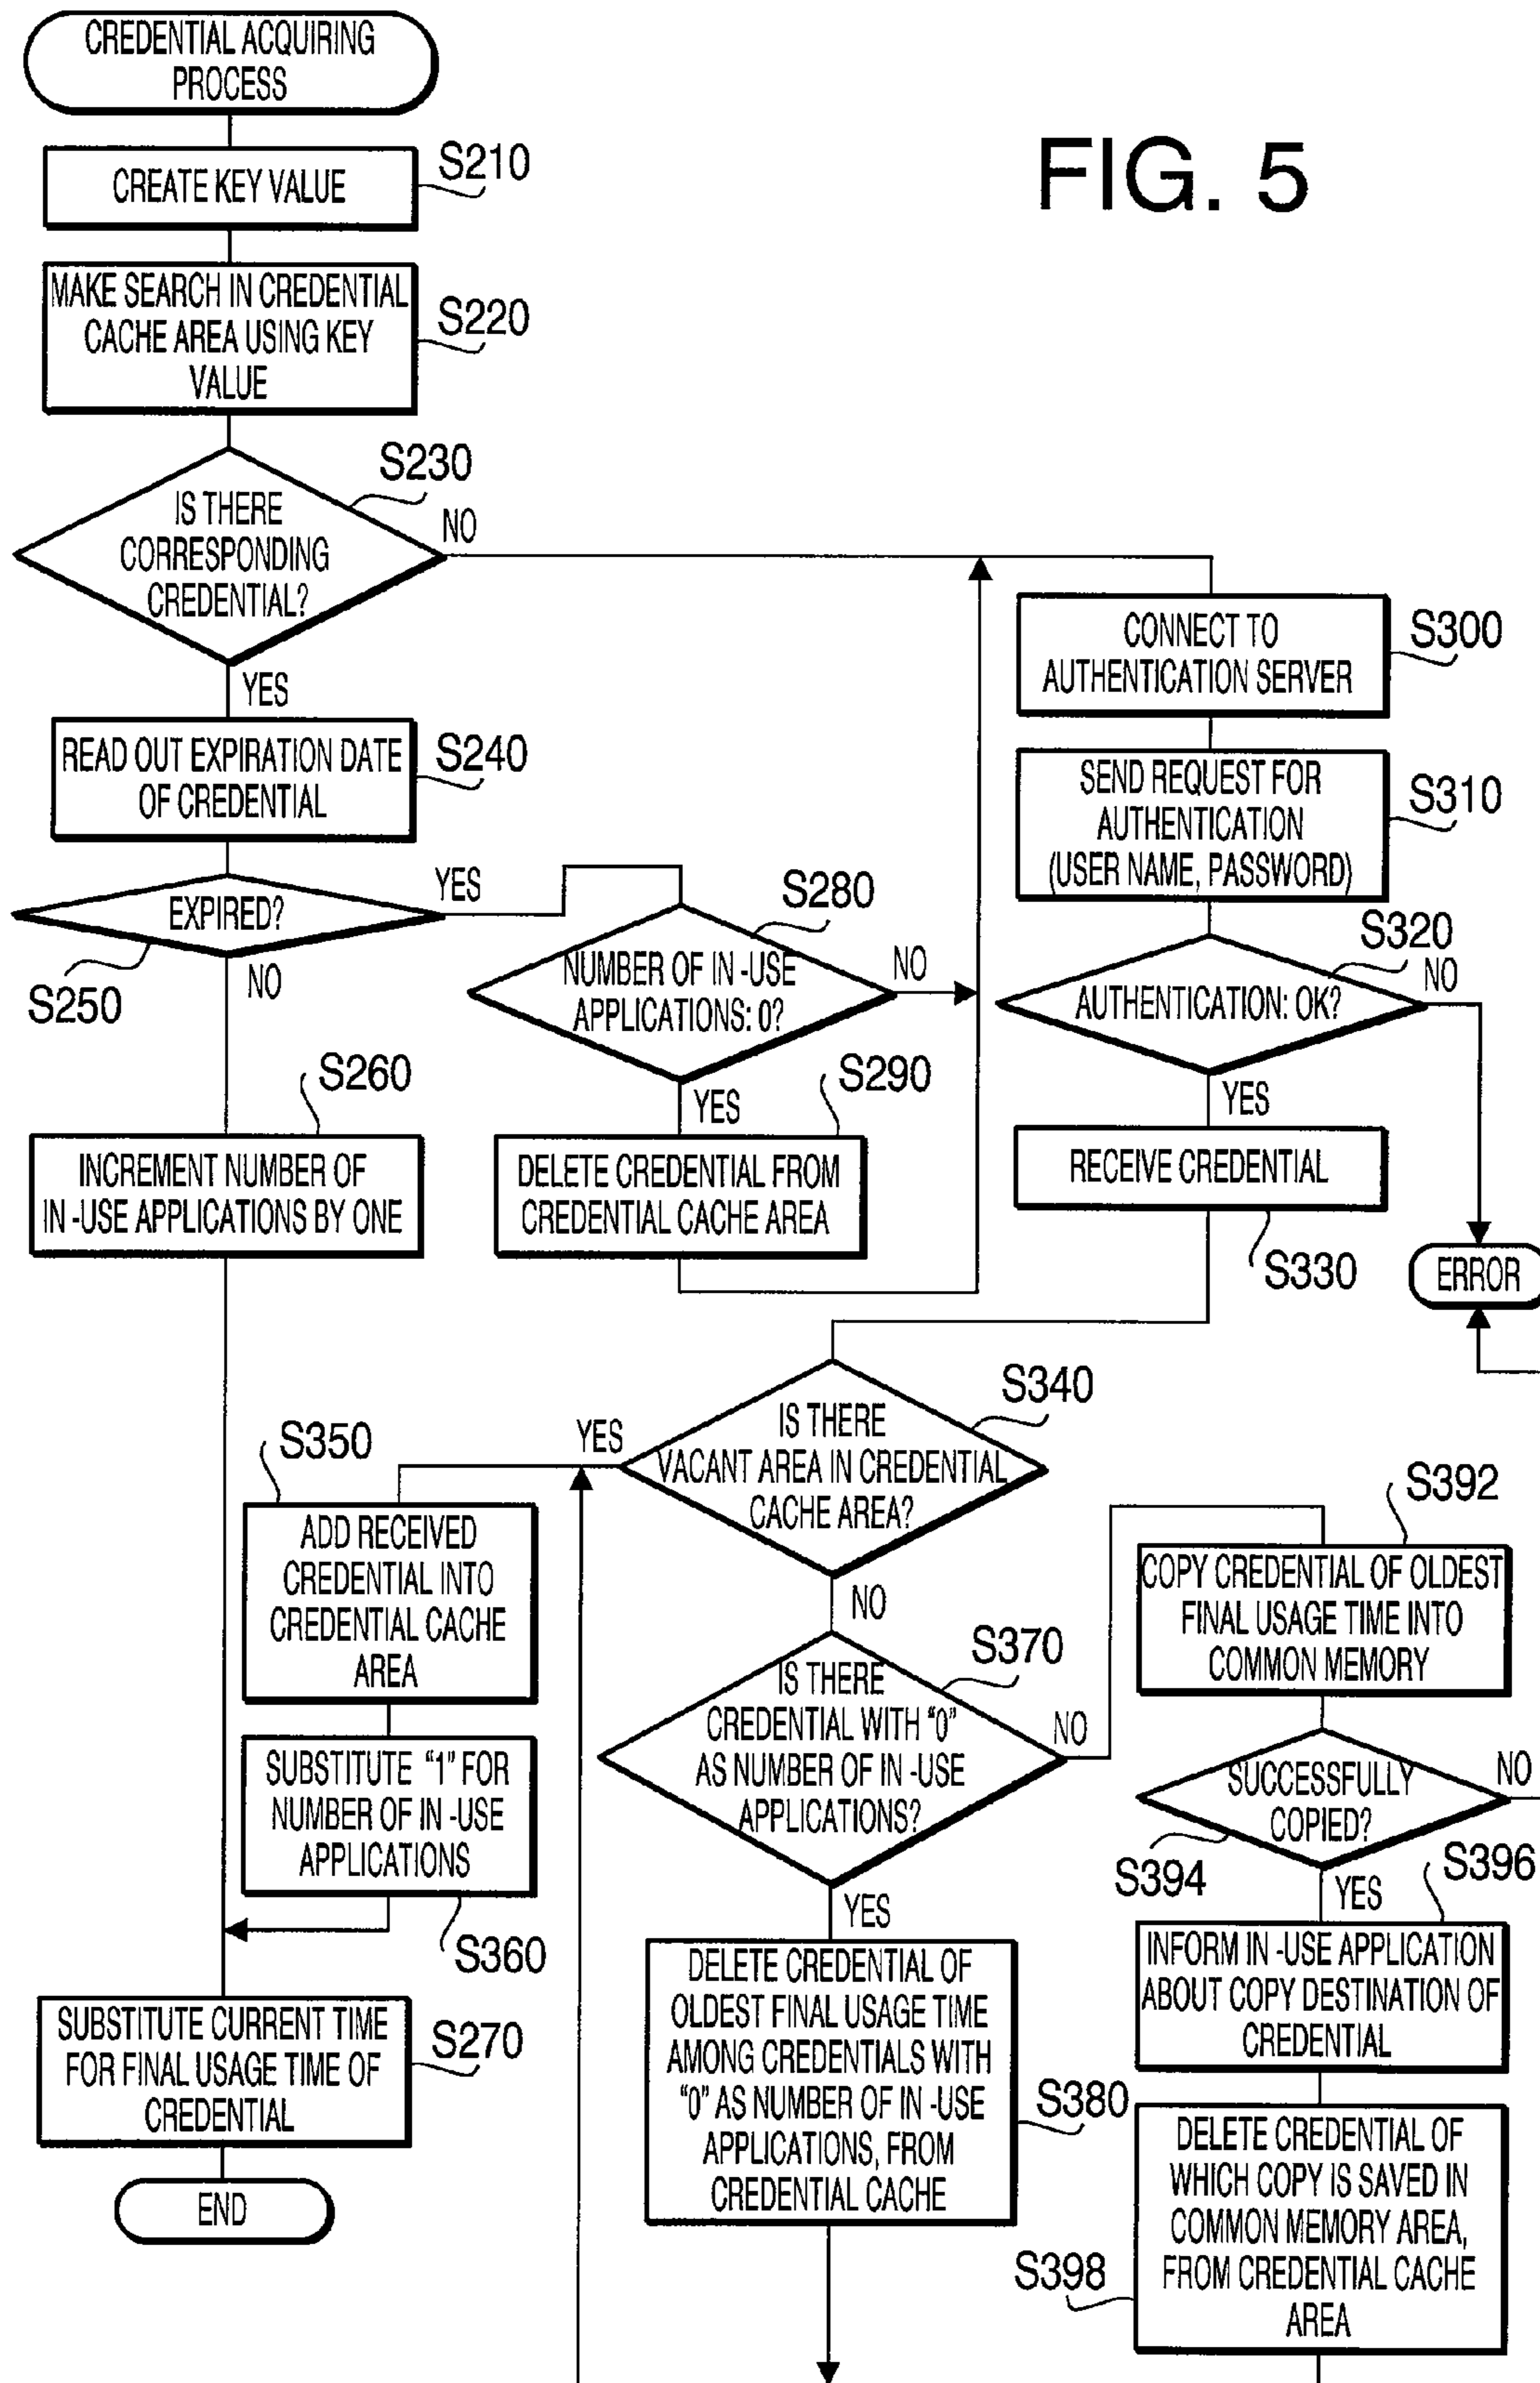 CREDENTIAL ACQUIRING
PROCESS
FIG. 5
CREATE KEY VALUE
S210
MAKE SEARCH IN CREDENTIAL
CACHE AREA USING KEY
VALUE
S220
IS THERE
CORRESPONDING
CREDENTIAL?
S230
NO
YES
READ OUT EXPIRATION DATE
OF CREDENTIAL
S240
EXPIRED?
S250
YES
NO
INCREMENT NUMBER OF
IN-USE APPLICATIONS BY ONE
S260
NUMBER OF IN-USE
APPLICATIONS: 0?
S280
NO
YES
DELETE CREDENTIAL FROM
CREDENTIAL CACHE AREA
S290
CONNECT TO
AUTHENTICATION SERVER
S300
SEND REQUEST FOR
AUTHENTICATION
(USER NAME, PASSWORD)
S310
AUTHENTICATION: OK?
S320
NO
YES
RECEIVE CREDENTIAL
S330
ERROR
IS THERE
VACANT AREA IN CREDENTIAL
CACHE AREA?
S340
YES
NO
ADD RECEIVED
CREDENTIAL INTO
CREDENTIAL CACHE
AREA
S350
SUBSTITUTE "1" FOR
NUMBER OF IN-USE
APPLICATIONS
S360
SUBSTITUTE CURRENT TIME
FOR FINAL USAGE TIME OF
CREDENTIAL
S270
END
IS THERE
CREDENTIAL WITH "0"
AS NUMBER OF IN-USE
APPLICATIONS?
S370
NO
YES
DELETE CREDENTIAL OF
OLDEST FINAL USAGE TIME
AMONG CREDENTIALS WITH
"0" AS NUMBER OF IN-USE
APPLICATIONS, FROM
CREDENTIAL CACHE
S380
COPY CREDENTIAL OF OLDEST
FINAL USAGE TIME INTO
COMMON MEMORY
S392
SUCCESSFULLY
COPIED?
S394
NO
YES
INFORM IN-USE APPLICATION
ABOUT COPY DESTINATION OF
CREDENTIAL
S396
DELETE CREDENTIAL OF
WHICH COPY IS SAVED IN
COMMON MEMORY AREA,
FROM CREDENTIAL CACHE
AREA
S398